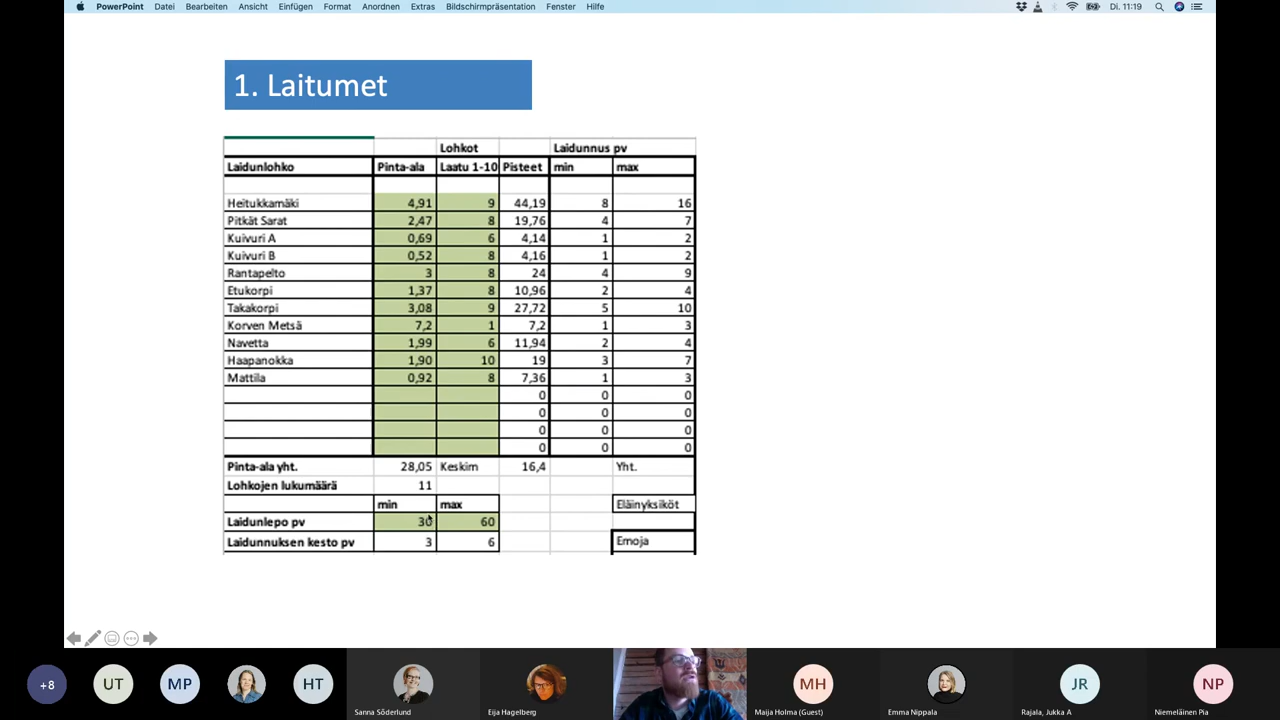 PowerPoint Datei Bearbeiten Ansicht Einfügen Format Anordnen Extras Bildschirmpräsentation Fenster Hilfe Di. 11:19
1. Laitumet
Lohkot Laidunnus pv
Laidunlohko Pinta-ala Laatu 1-10 Pisteet min max
Heitukkamäki 4,91 9 44,19 8 16
Pitkät Sarat 2,47 8 19,76 4 7
Kuivuri A 0,69 6 4,14 1 2
Kuivuri B 0,52 8 4,16 1 2
Rantapelto 3 8 24 4 9
Etukorpi 1,37 8 10,96 2 4
Takakorpi 3,08 9 27,72 5 10
Korven Metsä 7,2 1 7,2 1 3
Navetta 1,99 6 11,94 2 4
Haapanokka 1,90 10 19 3 7
Mattila 0,92 8 7,36 1 3
0 0 0
0 0 0
0 0 0
0 0 0
Pinta-ala yht. 28,05 Keskim 16,4 Yht.
Lohkojen lukumäärä 11
min max Eläinyksiköt
Laidunlepo pv 30 60
Laidunnuksen kesto pv 3 6 Emoja
+8 UT MP HT Sanna Söderlund Eija Hagelberg MH Maija Holma (Guest) Emma Nippala JR Rajala, Jukka A NP Niemeläinen Pia